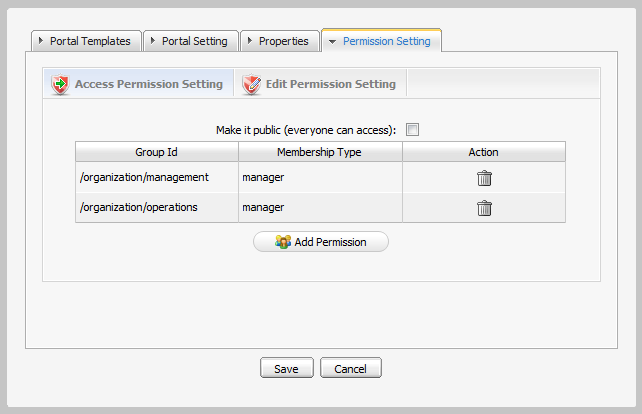 Portal Templates Portal Setting Properties Permission Setting
Access Permission Setting Edit Permission Setting
Make it public (everyone can access):
Group Id Membership Type Action
/organization/management manager
/organization/operations manager
Add Permission
Save Cancel